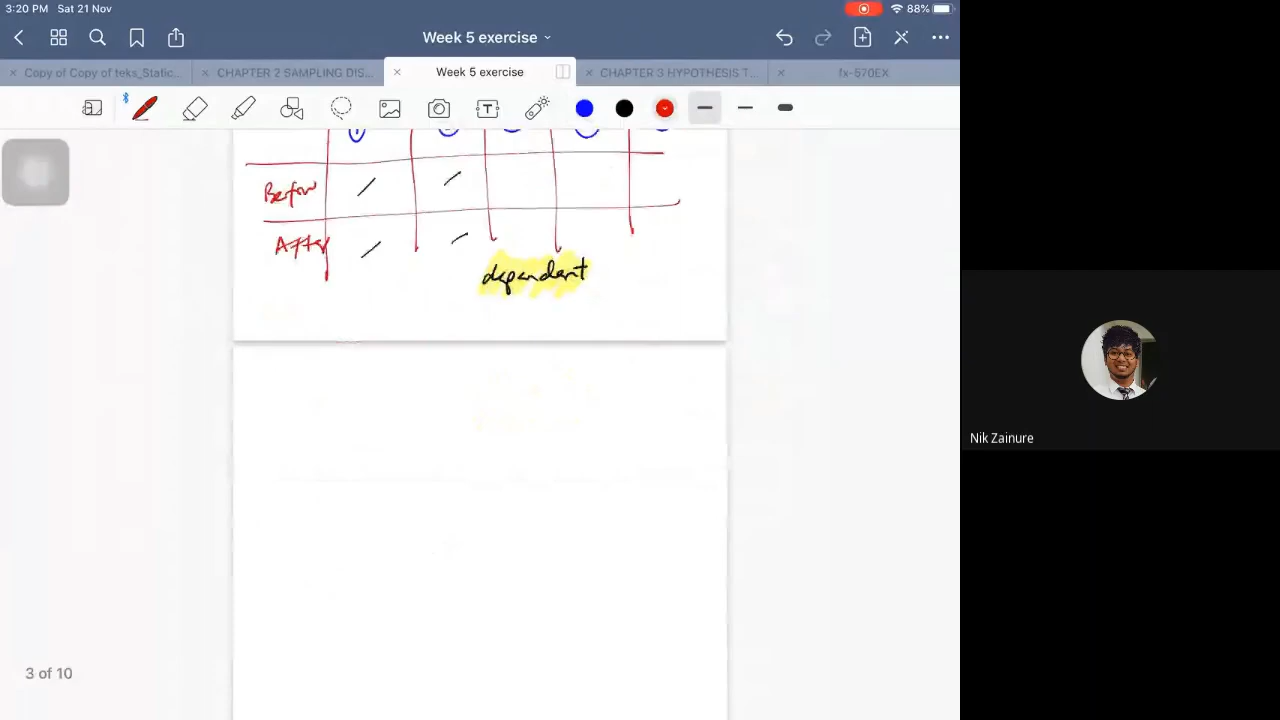 3:20 PM Sat 21 Nov
88%
Week 5 exercise
Copy of Copy of teks_Static...
CHAPTER 2 SAMPLING DIS...
Week 5 exercise
CHAPTER 3 HYPOTHESIS T...
fx-570EX
T
Before
After
dependent
Nik Zainure
3 of 10